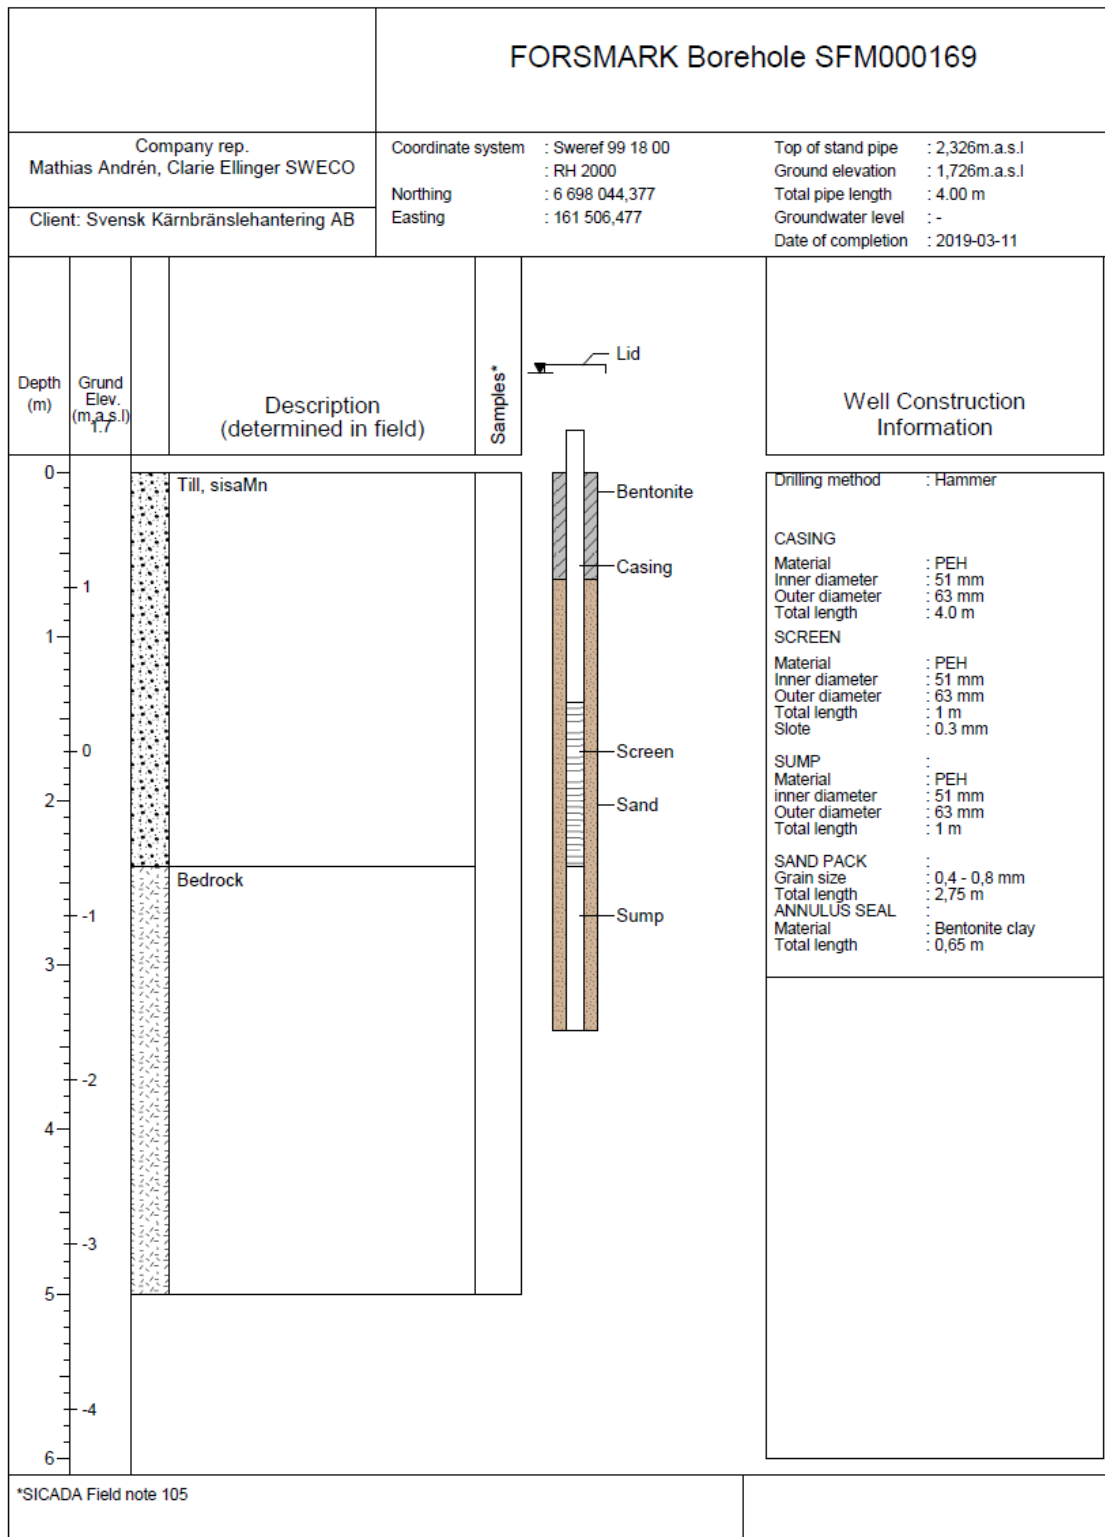 FORSMARK Borehole SFM000169
Company rep.
Mathias Andrén, Clarie Ellinger SWECO
Client: Svensk Kärnbränslehantering AB
Coordinate system : Sweref 99 18 00
: RH 2000
Northing : 6 698 044,377
Easting : 161 506,477
Top of stand pipe : 2,326m.a.s.l
Ground elevation : 1,726m.a.s.l
Total pipe length : 4.00 m
Groundwater level : -
Date of completion : 2019-03-11
Depth
(m)
Grund
Elev.
(m.a.s.l)
1.7
Description
(determined in field)
Samples*
Lid
Well Construction
Information
0
1
2
3
4
5
6
1
0
-1
-2
-3
-4
Till, sisaMn
Bedrock
Bentonite
Casing
Screen
Sand
Sump
Drilling method : Hammer
CASING
Material : PEH
Inner diameter : 51 mm
Outer diameter : 63 mm
Total length : 4.0 m
SCREEN
Material : PEH
Inner diameter : 51 mm
Outer diameter : 63 mm
Total length : 1 m
Slote : 0.3 mm
SUMP :
Material : PEH
inner diameter : 51 mm
Outer diameter : 63 mm
Total length : 1 m
SAND PACK :
Grain size : 0,4 - 0,8 mm
Total length : 2,75 m
ANNULUS SEAL :
Material : Bentonite clay
Total length : 0,65 m
*SICADA Field note 105